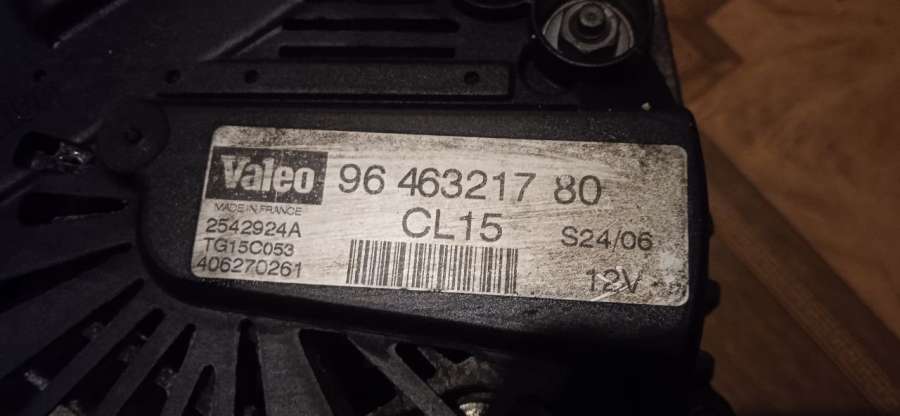 Valeo 96 463217 80
MADE IN FRANCE
CL15
2542924A
S24/06
TG15C053
406270261
12V